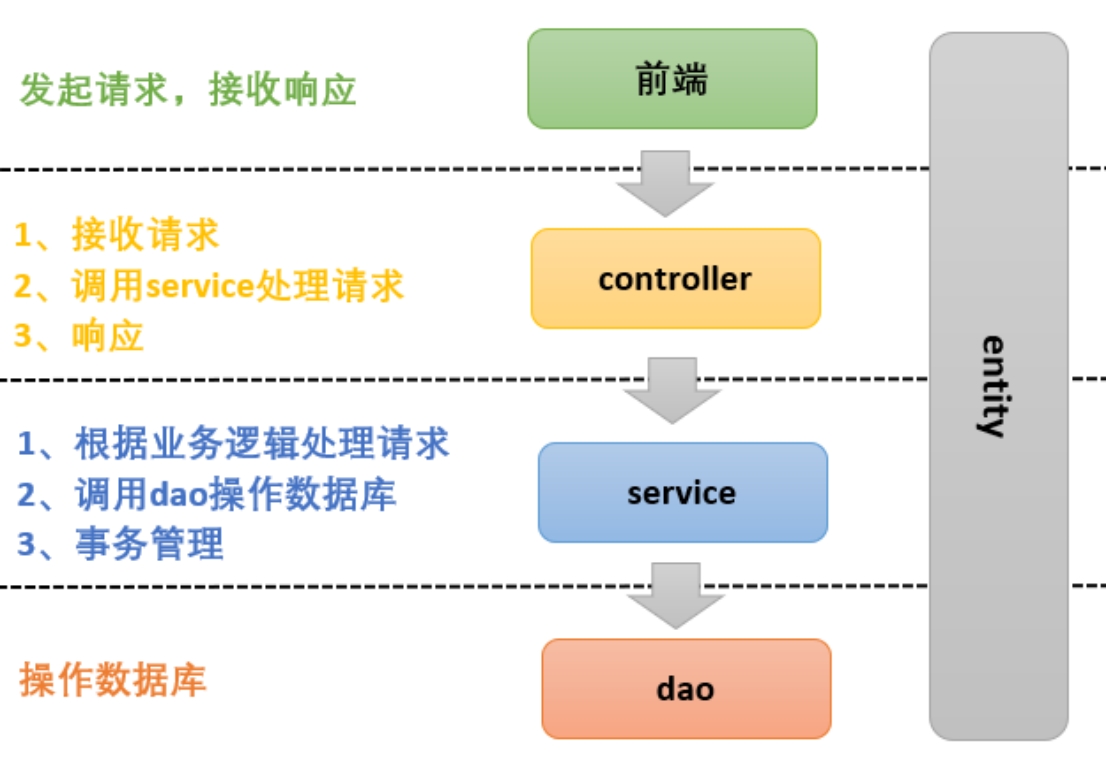 发起请求，接收响应
前端
1、接收请求
2、调用service处理请求
3、响应
controller
entity
1、根据业务逻辑处理请求
2、调用dao操作数据库
3、事务管理
service
操作数据库
dao